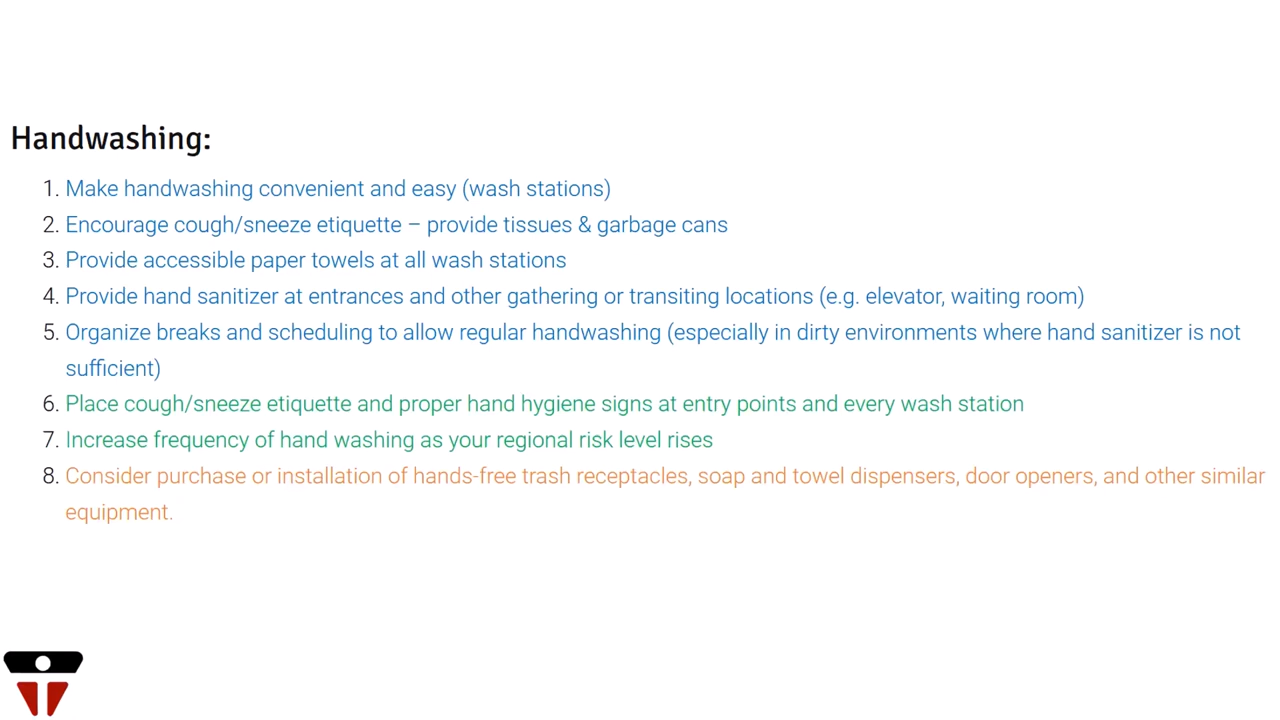 Handwashing:
1. Make handwashing convenient and easy (wash stations)
2. Encourage cough/sneeze etiquette – provide tissues & garbage cans
3. Provide accessible paper towels at all wash stations
4. Provide hand sanitizer at entrances and other gathering or transiting locations (e.g. elevator, waiting room)
5. Organize breaks and scheduling to allow regular handwashing (especially in dirty environments where hand sanitizer is not
sufficient)
6. Place cough/sneeze etiquette and proper hand hygiene signs at entry points and every wash station
7. Increase frequency of hand washing as your regional risk level rises
8. Consider purchase or installation of hands-free trash receptacles, soap and towel dispensers, door openers, and other similar
equipment.